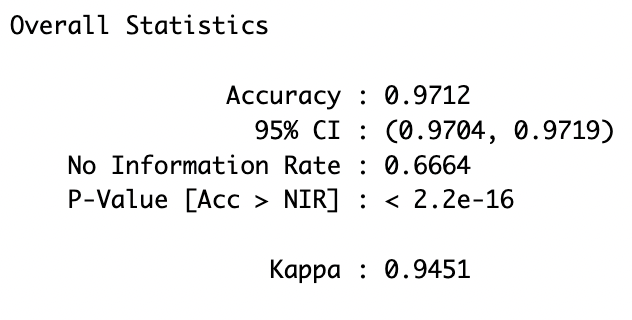 Overall Statistics
Accuracy : 0.9712
95% CI : (0.9704, 0.9719)
No Information Rate : 0.6664
P-Value [Acc > NIR] : < 2.2e-16
Kappa : 0.9451